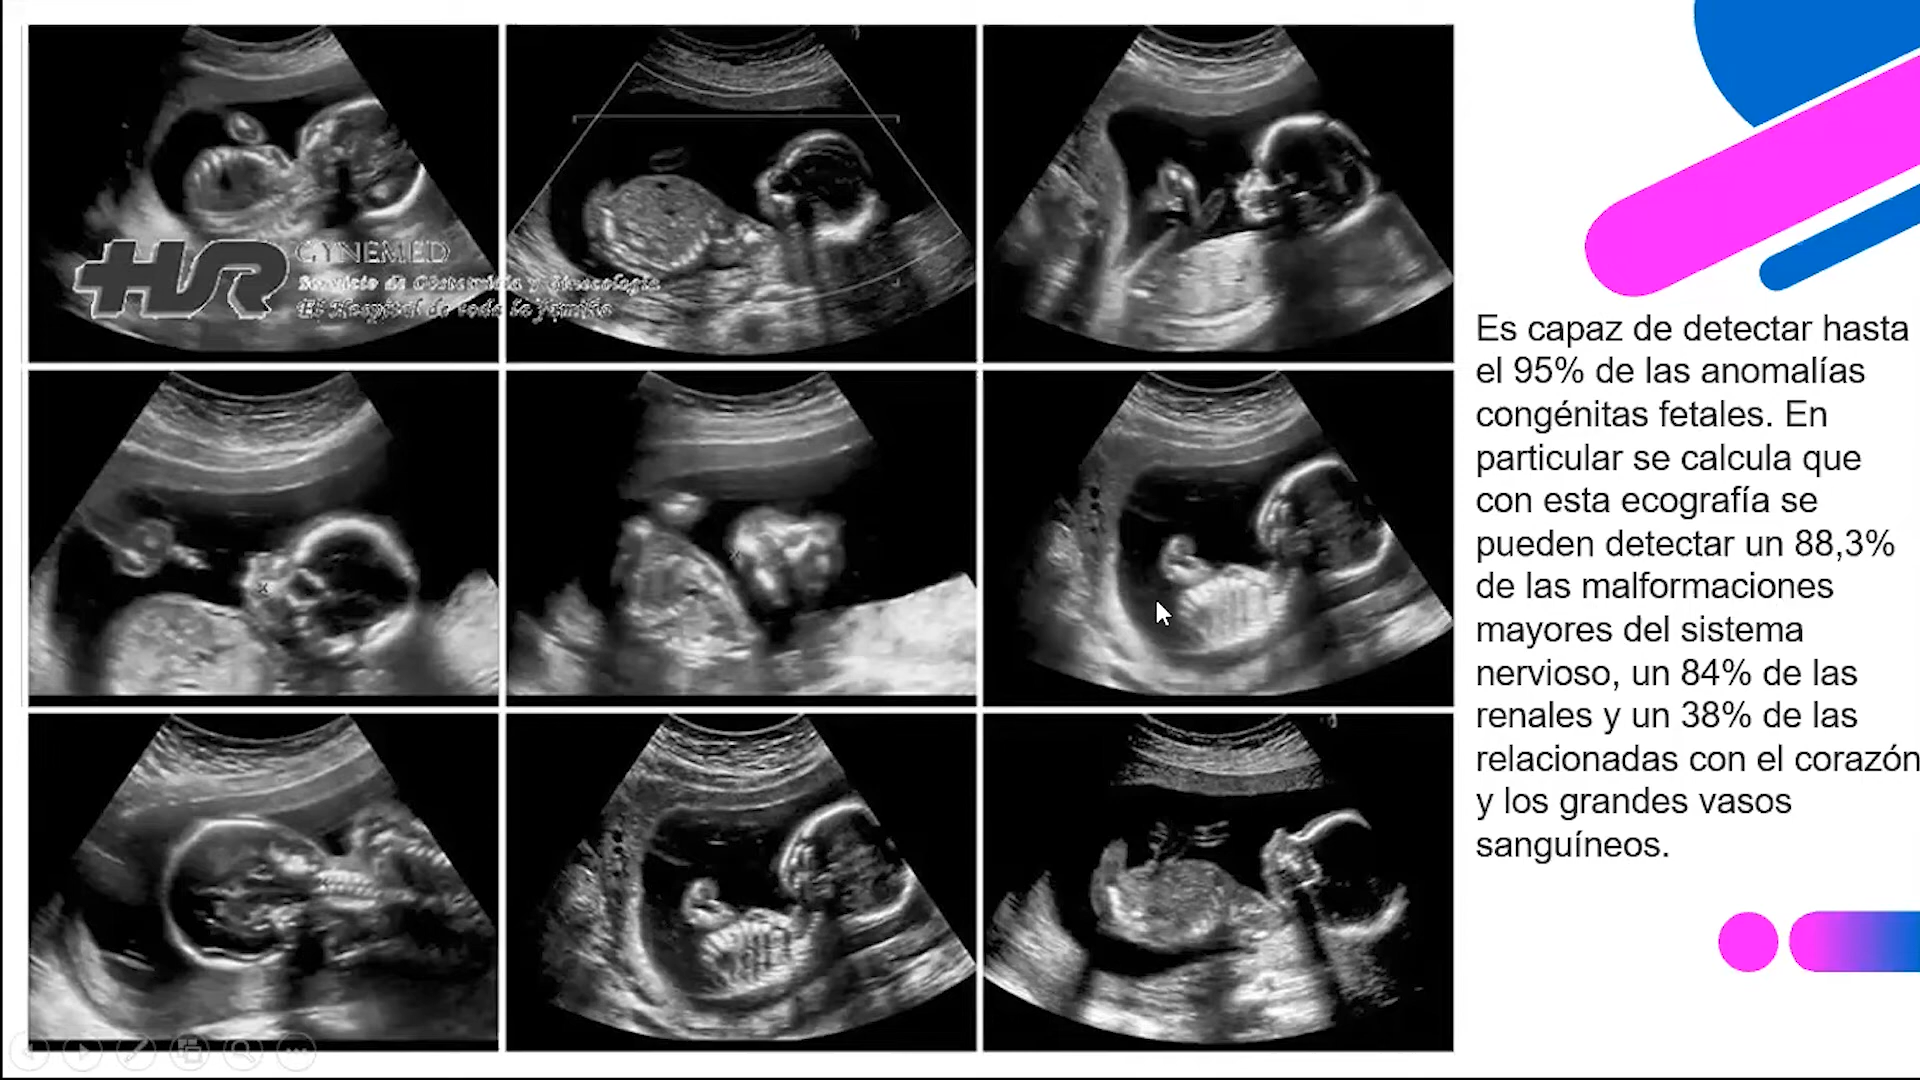 HR GYNEMED
Servicio de Obstetricia y Ginecología
El Hospital de toda la familia
Es capaz de detectar hasta
el 95% de las anomalías
congénitas fetales. En
particular se calcula que
con esta ecografía se
pueden detectar un 88,3%
de las malformaciones
mayores del sistema
nervioso, un 84% de las
renales y un 38% de las
relacionadas con el corazón
y los grandes vasos
sanguíneos.